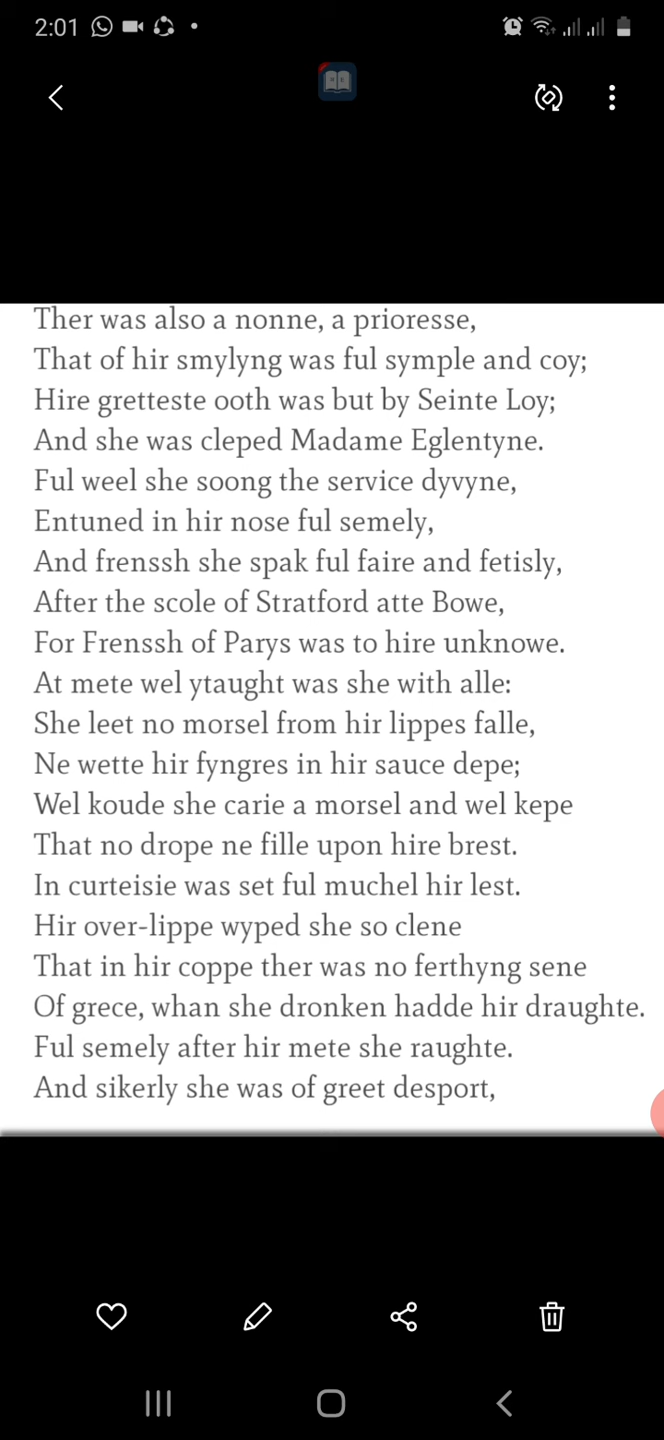 2:01
Ther was also a nonne, a prioresse,
That of hir smylyng was ful symple and coy;
Hire gretteste ooth was but by Seinte Loy;
And she was cleped Madame Eglentyne.
Ful weel she soong the service dyvyne,
Entuned in hir nose ful semely,
And frenssh she spak ful faire and fetisly,
After the scole of Stratford atte Bowe,
For Frenssh of Parys was to hire unknowe.
At mete wel ytaught was she with alle:
She leet no morsel from hir lippes falle,
Ne wette hir fyngres in hir sauce depe;
Wel koude she carie a morsel and wel kepe
That no drope ne fille upon hire brest.
In curteisie was set ful muchel hir lest.
Hir over-lippe wyped she so clene
That in hir coppe ther was no ferthyng sene
Of grece, whan she dronken hadde hir draughte.
Ful semely after hir mete she raughte.
And sikerly she was of greet desport,